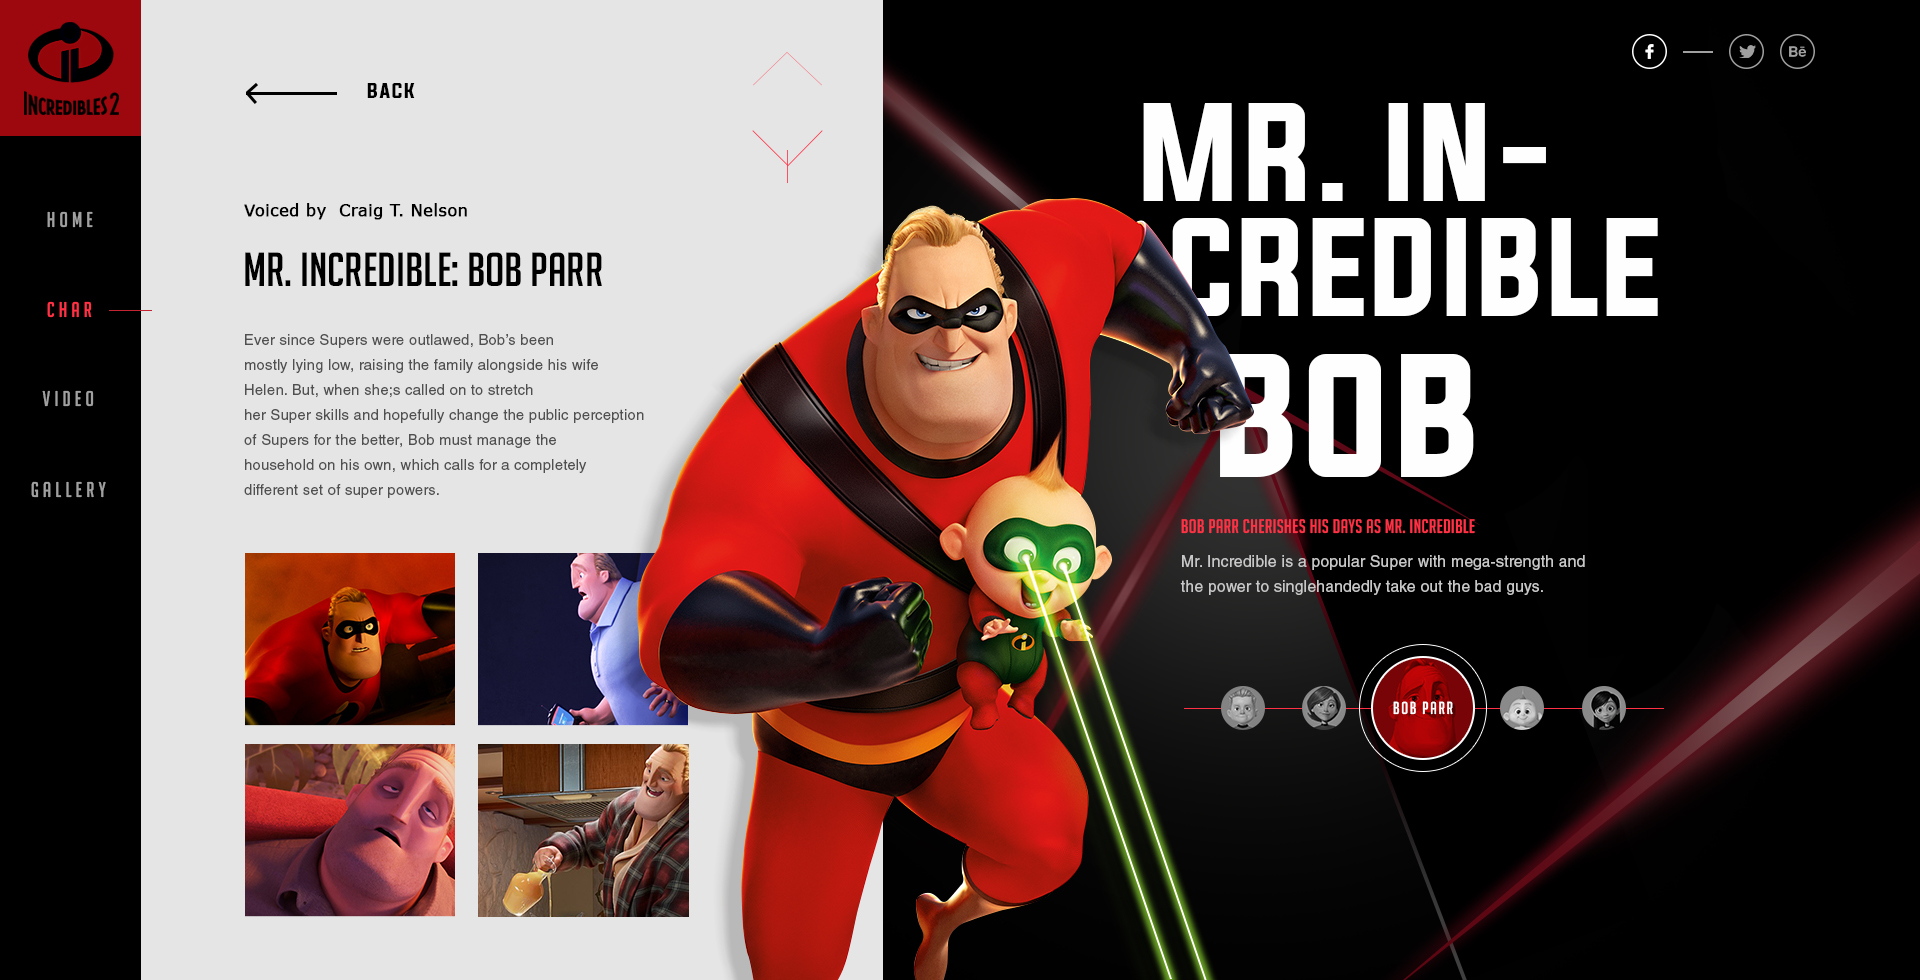 INCREDIBLES 2
HOME
CHAR
VIDEO
GALLERY
BACK
Voiced by Craig T. Nelson
MR. INCREDIBLE: BOB PARR
Ever since Supers were outlawed, Bob’s been
mostly lying low, raising the family alongside his wife
Helen. But, when she;s called on to stretch
her Super skills and hopefully change the public perception
of Supers for the better, Bob must manage the
household on his own, which calls for a completely
different set of super powers.
f
Bē
MR. IN-
CREDIBLE
BOB
BOB PARR CHERISHES HIS DAYS AS MR. INCREDIBLE
Mr. Incredible is a popular Super with mega-strength and
the power to singlehandedly take out the bad guys.
BOB PARR